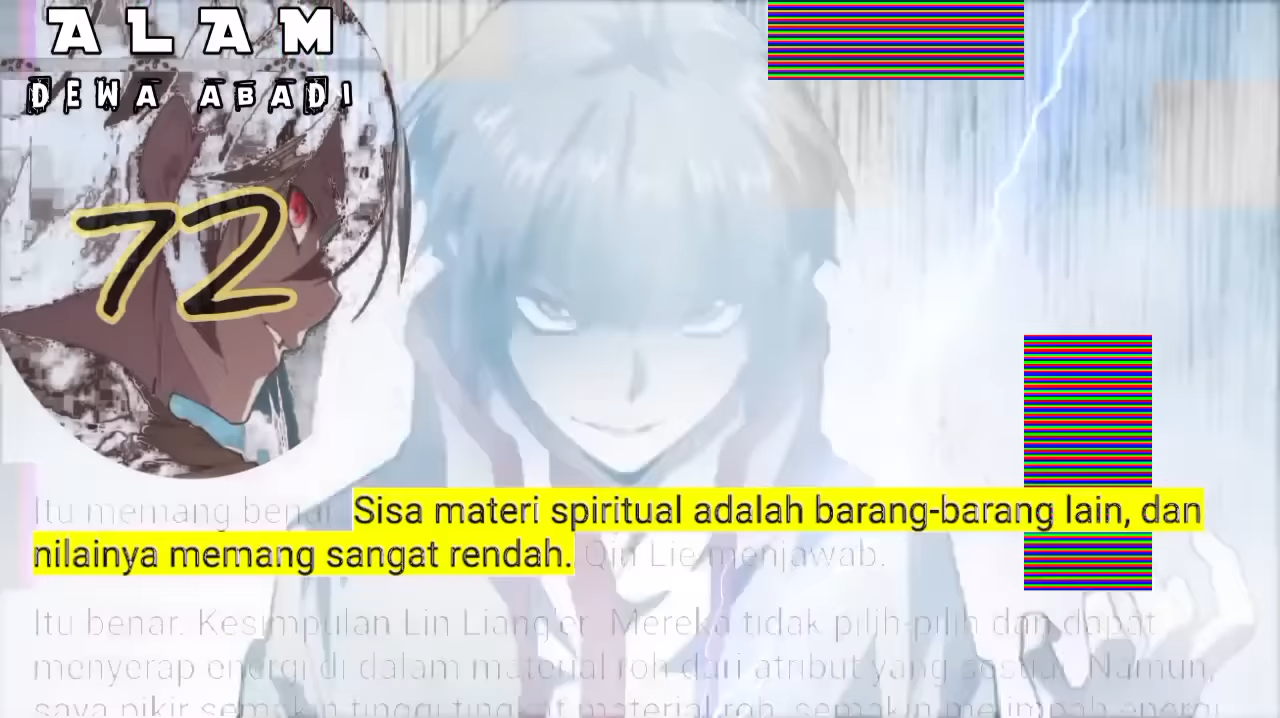 ALAM
DEWA ABADI
72
Itu memang benar. Sisa materi spiritual adalah barang-barang lain, dan
nilainya memang sangat rendah. Qin Lie menjawab.
Itu benar. Kesimpulan Lin Liang'er. Mereka tidak pilih-pilih dan dapat
menyerap energi di dalam material roh dari atribut yang sesuai. Namun,
saya pikir semakin tinggi tingkat material roh, semakin melimpah energi